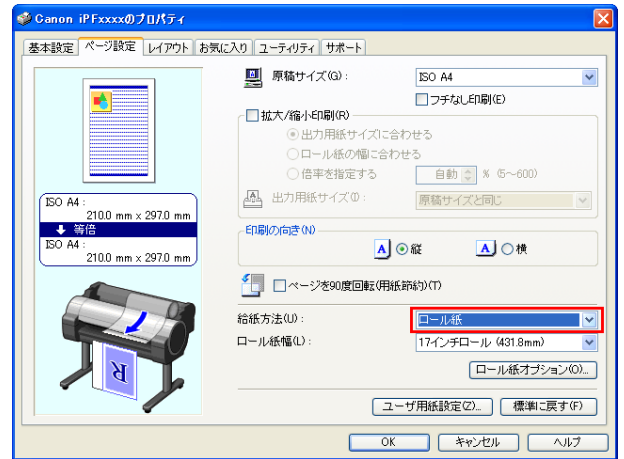 Canon iPFxxxxのプロパティ
基本設定 ページ設定 レイアウト お気に入り ユーティリティ サポート
原稿サイズ(G): ISO A4
フチなし印刷(E)
拡大/縮小印刷(R)
出力用紙サイズに合わせる
ロール紙の幅に合わせる
倍率を指定する 自動 % (5~600)
出力用紙サイズ(I): 原稿サイズと同じ
ISO A4 :
210.0 mm x 297.0 mm
等倍
ISO A4 :
210.0 mm x 297.0 mm
印刷の向き(N)
A 縦 A 横
ページを90度回転(用紙節約)(T)
給紙方法(U): ロール紙
ロール紙幅(L): 17インチロール (431.8mm)
ロール紙オプション(O)...
R
ユーザ用紙設定(Z)... 標準に戻す(F)
OK キャンセル ヘルプ